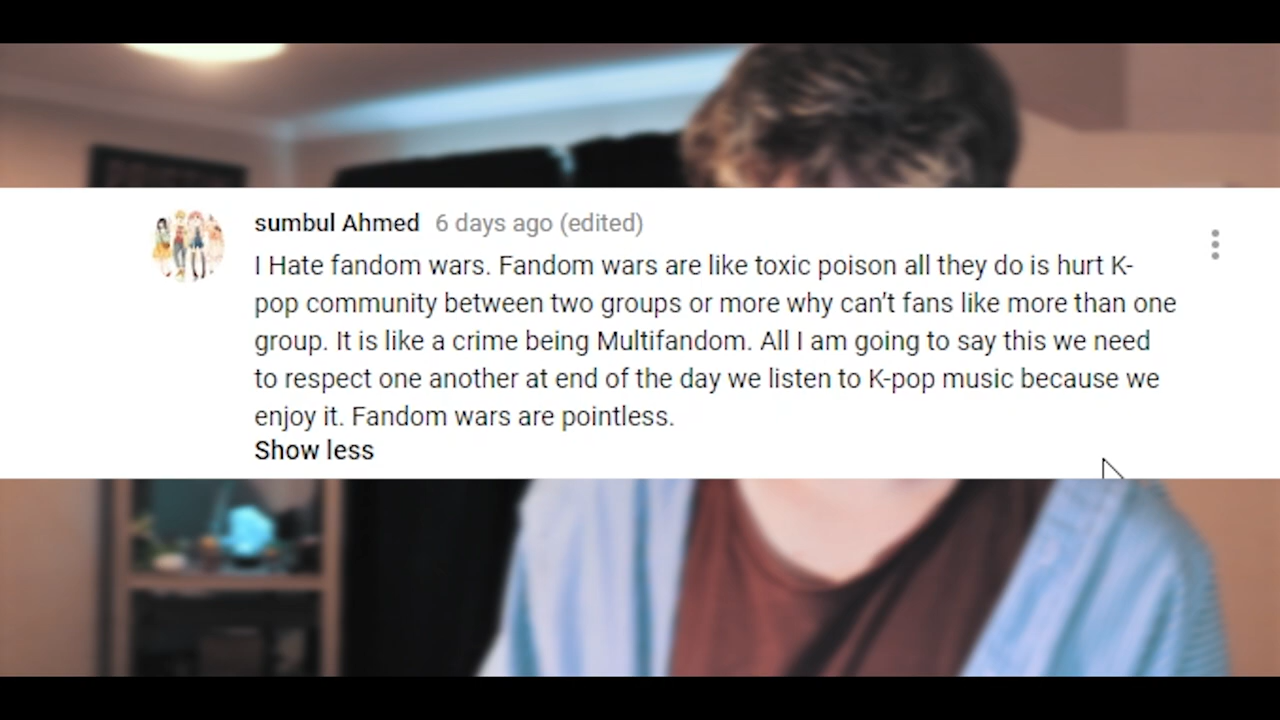 sumbul Ahmed 6 days ago (edited)
I Hate fandom wars. Fandom wars are like toxic poison all they do is hurt K-
pop community between two groups or more why can't fans like more than one
group. It is like a crime being Multifandom. All I am going to say this we need
to respect one another at end of the day we listen to K-pop music because we
enjoy it. Fandom wars are pointless.
Show less